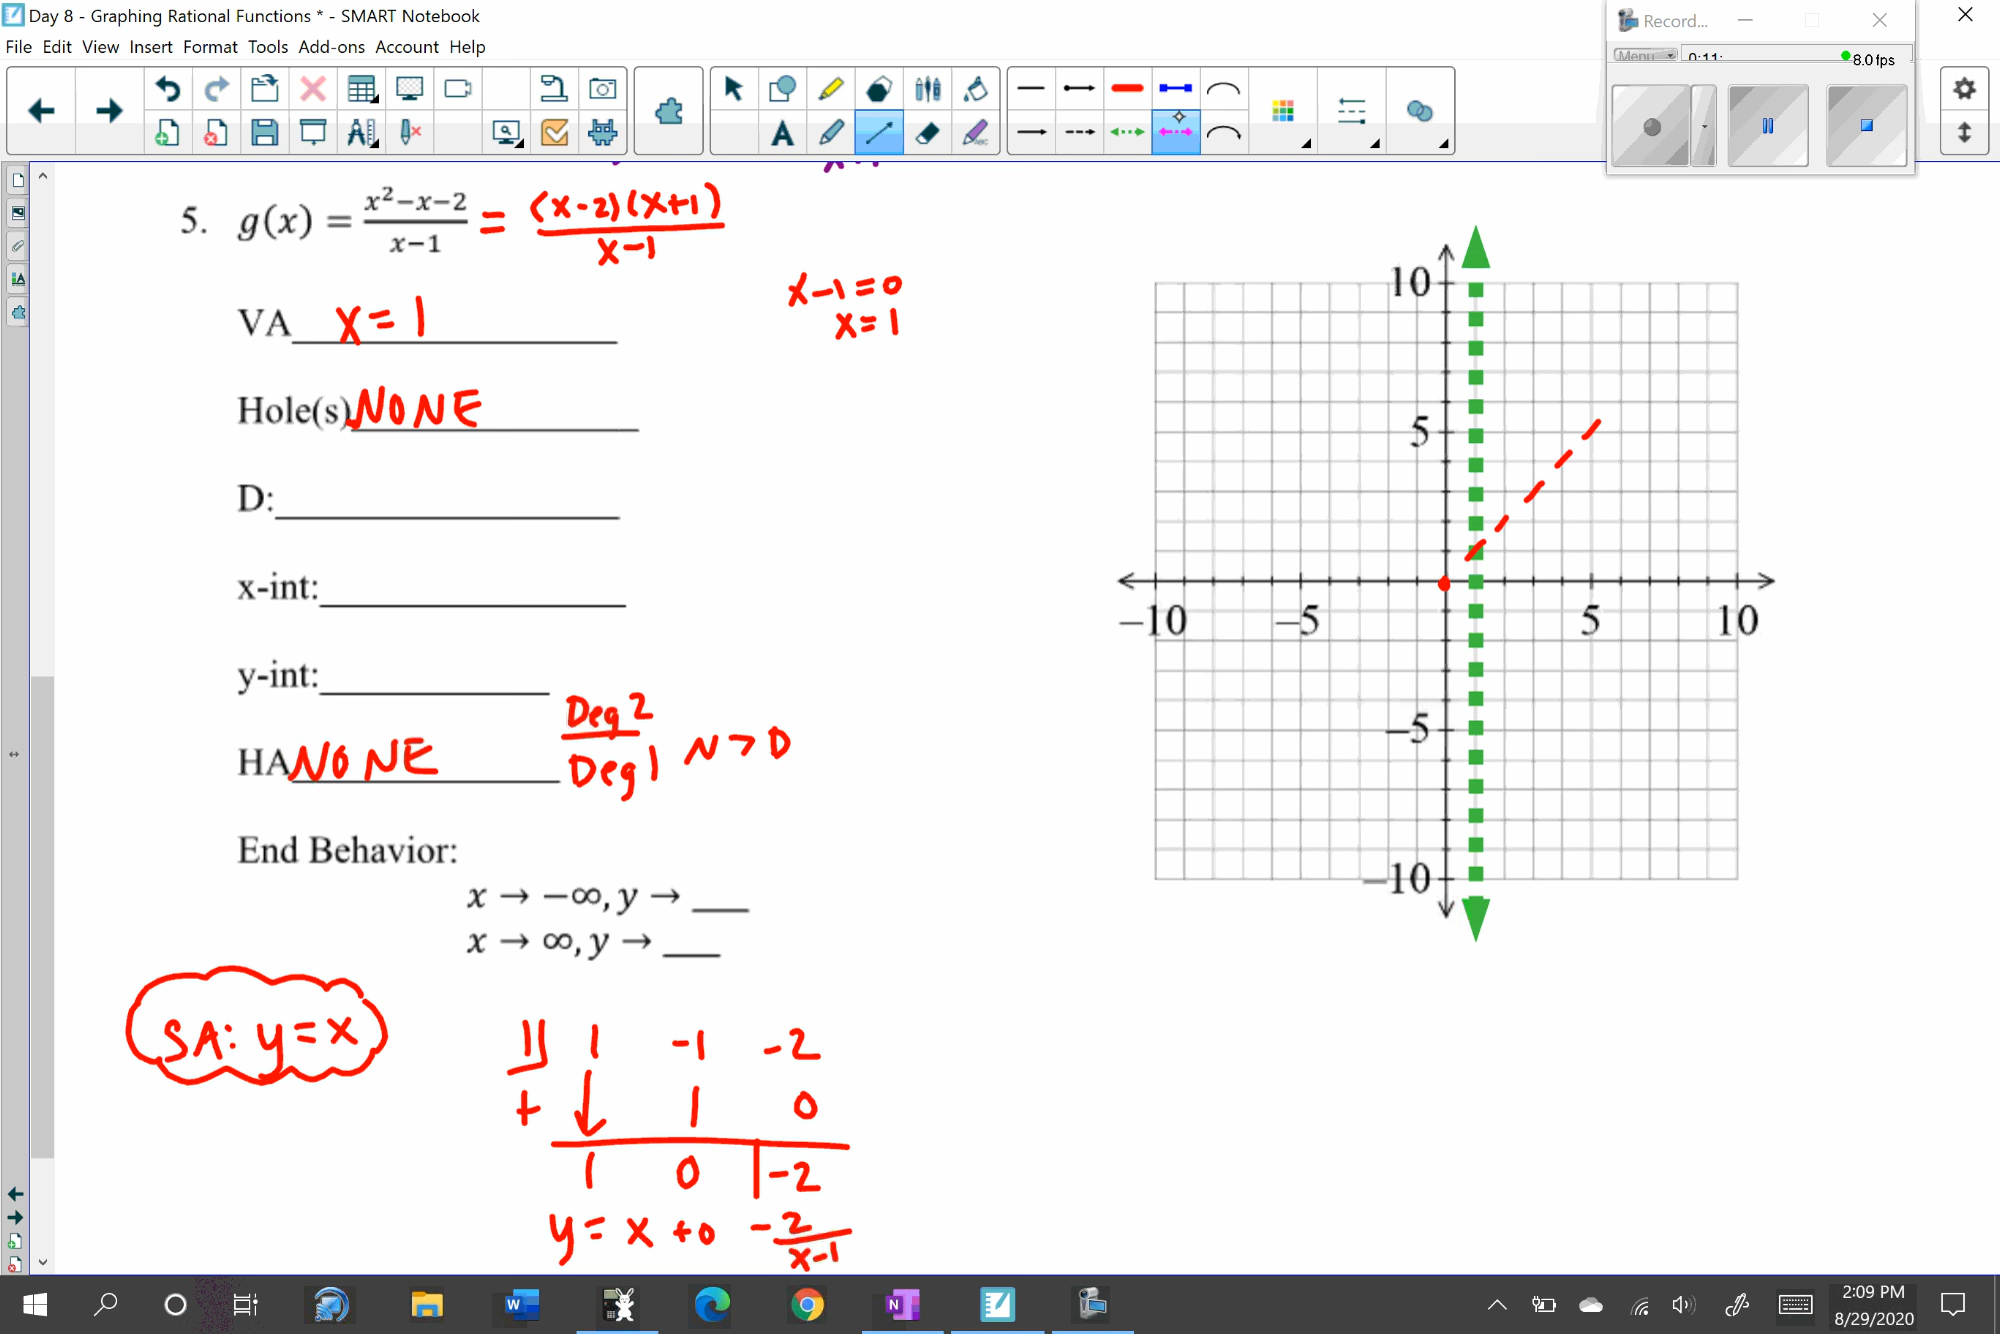 Day 8 - Graphing Rational Functions * - SMART Notebook
File Edit View Insert Format Tools Add-ons Account Help
Record...
Menu 0:11: 8.0 fps
5. g(x) = x²−x−2 / x−1 = (x-2)(x+1) / x-1
x-1=0
x=1
VA x=1
Hole(s) NONE
D:
x-int:
y-int:
Deg 2 / Deg 1 N > D
HA NONE
End Behavior:
x → −∞, y → ___
x → ∞, y → ___
SA: y=x
1 1 -1 -2
+ ↓ 1 0
1 0 -2
y = x + 0 - 2 / x-1
10
5
−10 −5 5 10
−5
−10
2:09 PM
8/29/2020